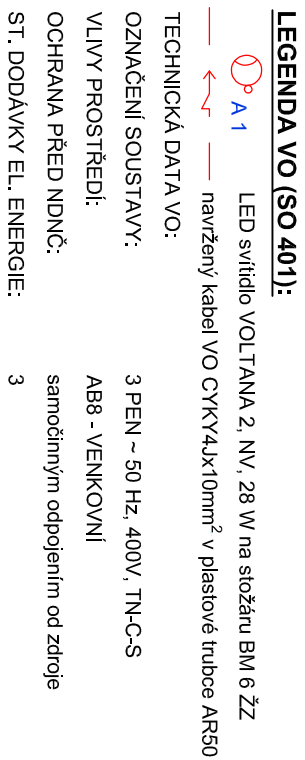 LEGENDA VO (SO 401):
A 1 LED svítidlo VOLTANA 2, NV, 28 W na stožáru BM 6 ŽZ
navržený kabel VO CYKY4Jx10mm² v plastové trubce AR50
TECHNICKÁ DATA VO:
OZNAČENÍ SOUSTAVY: 3 PEN ~ 50 Hz, 400V, TN-C-S
VLIVY PROSTŘEDÍ: AB8 - VENKOVNÍ
OCHRANA PŘED NDNČ: samočinným odpojením od zdroje
ST. DODÁVKY EL. ENERGIE: 3